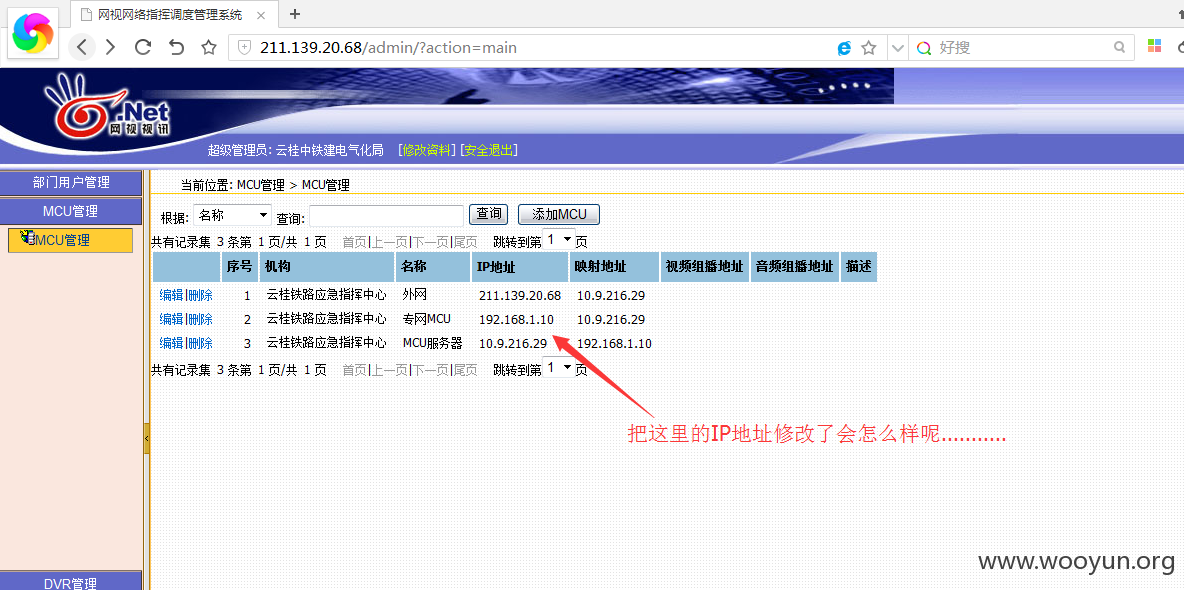 网视网络指挥调度管理系统
211.139.20.68/admin/?action=main
好搜
.Net
网视视讯
超级管理员: 云桂中铁建电气化局 [修改资料] [安全退出]
部门用户管理
当前位置: MCU管理 > MCU管理
MCU管理
根据: 名称 查询: 查询 添加MCU
MCU管理
共有记录集 3 条第 1 页/共 1 页 首页|上一页|下一页|尾页 跳转到第 1 页
序号 机构 名称 IP地址 映射地址 视频组播地址 音频组播地址 描述
编辑|删除 1 云桂铁路应急指挥中心 外网 211.139.20.68 10.9.216.29
编辑|删除 2 云桂铁路应急指挥中心 专网MCU 192.168.1.10 10.9.216.29
编辑|删除 3 云桂铁路应急指挥中心 MCU服务器 10.9.216.29 192.168.1.10
共有记录集 3 条第 1 页/共 1 页 首页|上一页|下一页|尾页 跳转到第 1 页
把这里的IP地址修改了会怎么样呢...........
www.wooyun.org
DVR管理